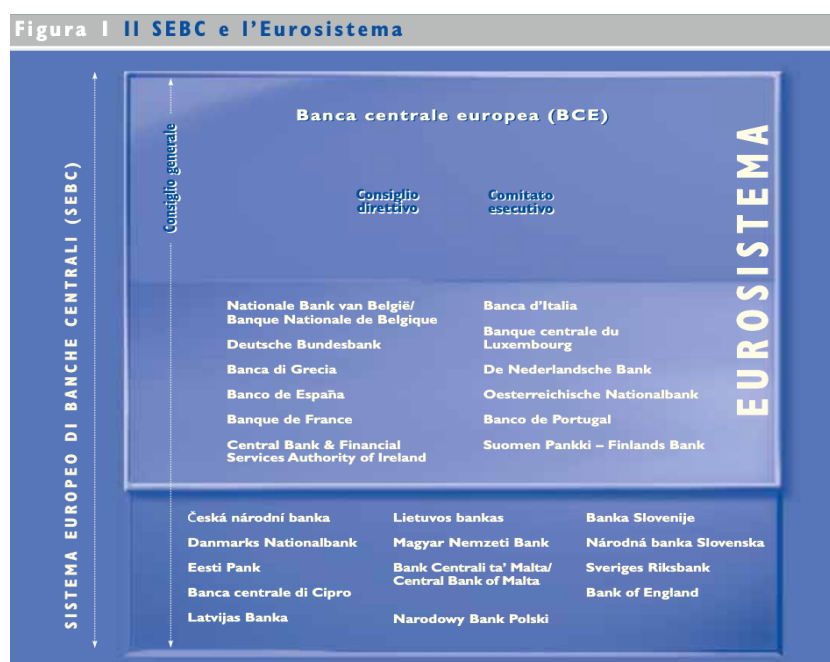 Figura 1 Il SEBC e l'Eurosistema
SISTEMA EUROPEO DI BANCHE CENTRALI (SEBC)
Consiglio generale
Banca centrale europea (BCE)
Consiglio
direttivo
Comitato
esecutivo
EUROSISTEMA
Nationale Bank van België/
Banque Nationale de Belgique
Deutsche Bundesbank
Banca di Grecia
Banco de España
Banque de France
Central Bank & Financial
Services Authority of Ireland
Banca d'Italia
Banque centrale du
Luxembourg
De Nederlandsche Bank
Oesterreichische Nationalbank
Banco de Portugal
Suomen Pankki – Finlands Bank
Česká národní banka
Danmarks Nationalbank
Eesti Pank
Banca centrale di Cipro
Latvijas Banka
Lietuvos bankas
Magyar Nemzeti Bank
Bank Centrali ta' Malta/
Central Bank of Malta
Narodowy Bank Polski
Banka Slovenije
Národná banka Slovenska
Sveriges Riksbank
Bank of England